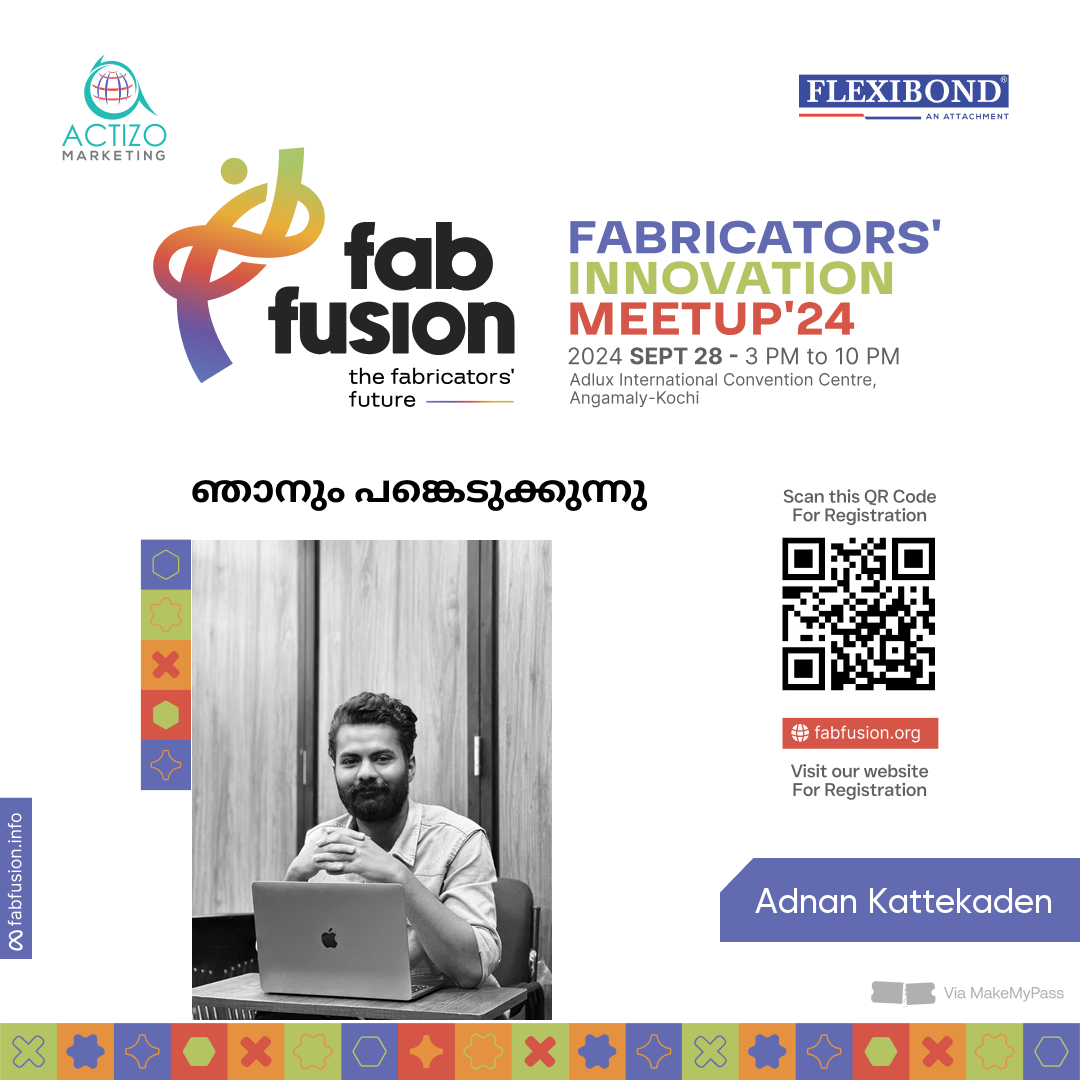 ACTIZO
MARKETING
FLEXIBOND®
AN ATTACHMENT
fab
fusion
the fabricators'
future
FABRICATORS'
INNOVATION
MEETUP'24
2024 SEPT 28 - 3 PM to 10 PM
Adlux International Convention Centre,
Angamaly-Kochi
ഞാനും പങ്കെടുക്കുന്നു
Scan this QR Code
For Registration
fabfusion.org
Visit our website
For Registration
fabfusion.info
Adnan Kattekaden
Via MakeMyPass